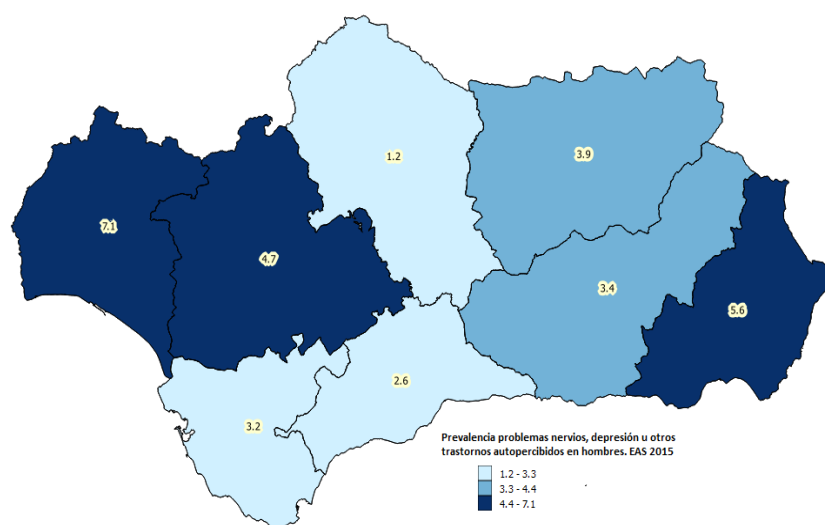 1.2
3.9
7.1
4.7
3.4
5.6
2.6
3.2
Prevalencia problemas nervios, depresión u otros
trastornos autopercibidos en hombres. EAS 2015
1.2 - 3.3
3.3 - 4.4
4.4 - 7.1